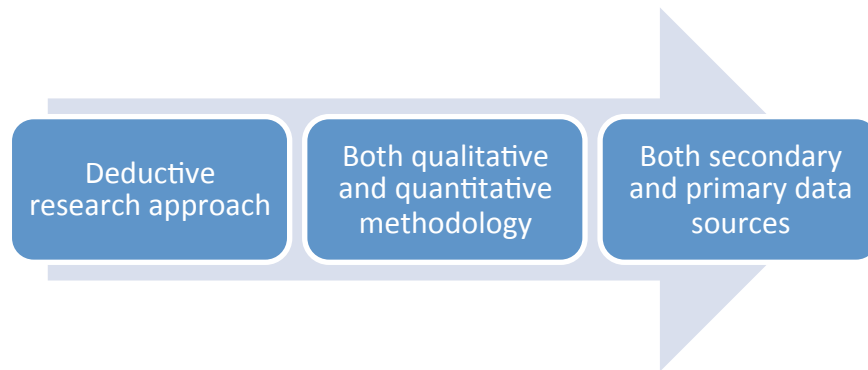 Deductive
research approach
Both qualitative
and quantitative
methodology
Both secondary
and primary data
sources